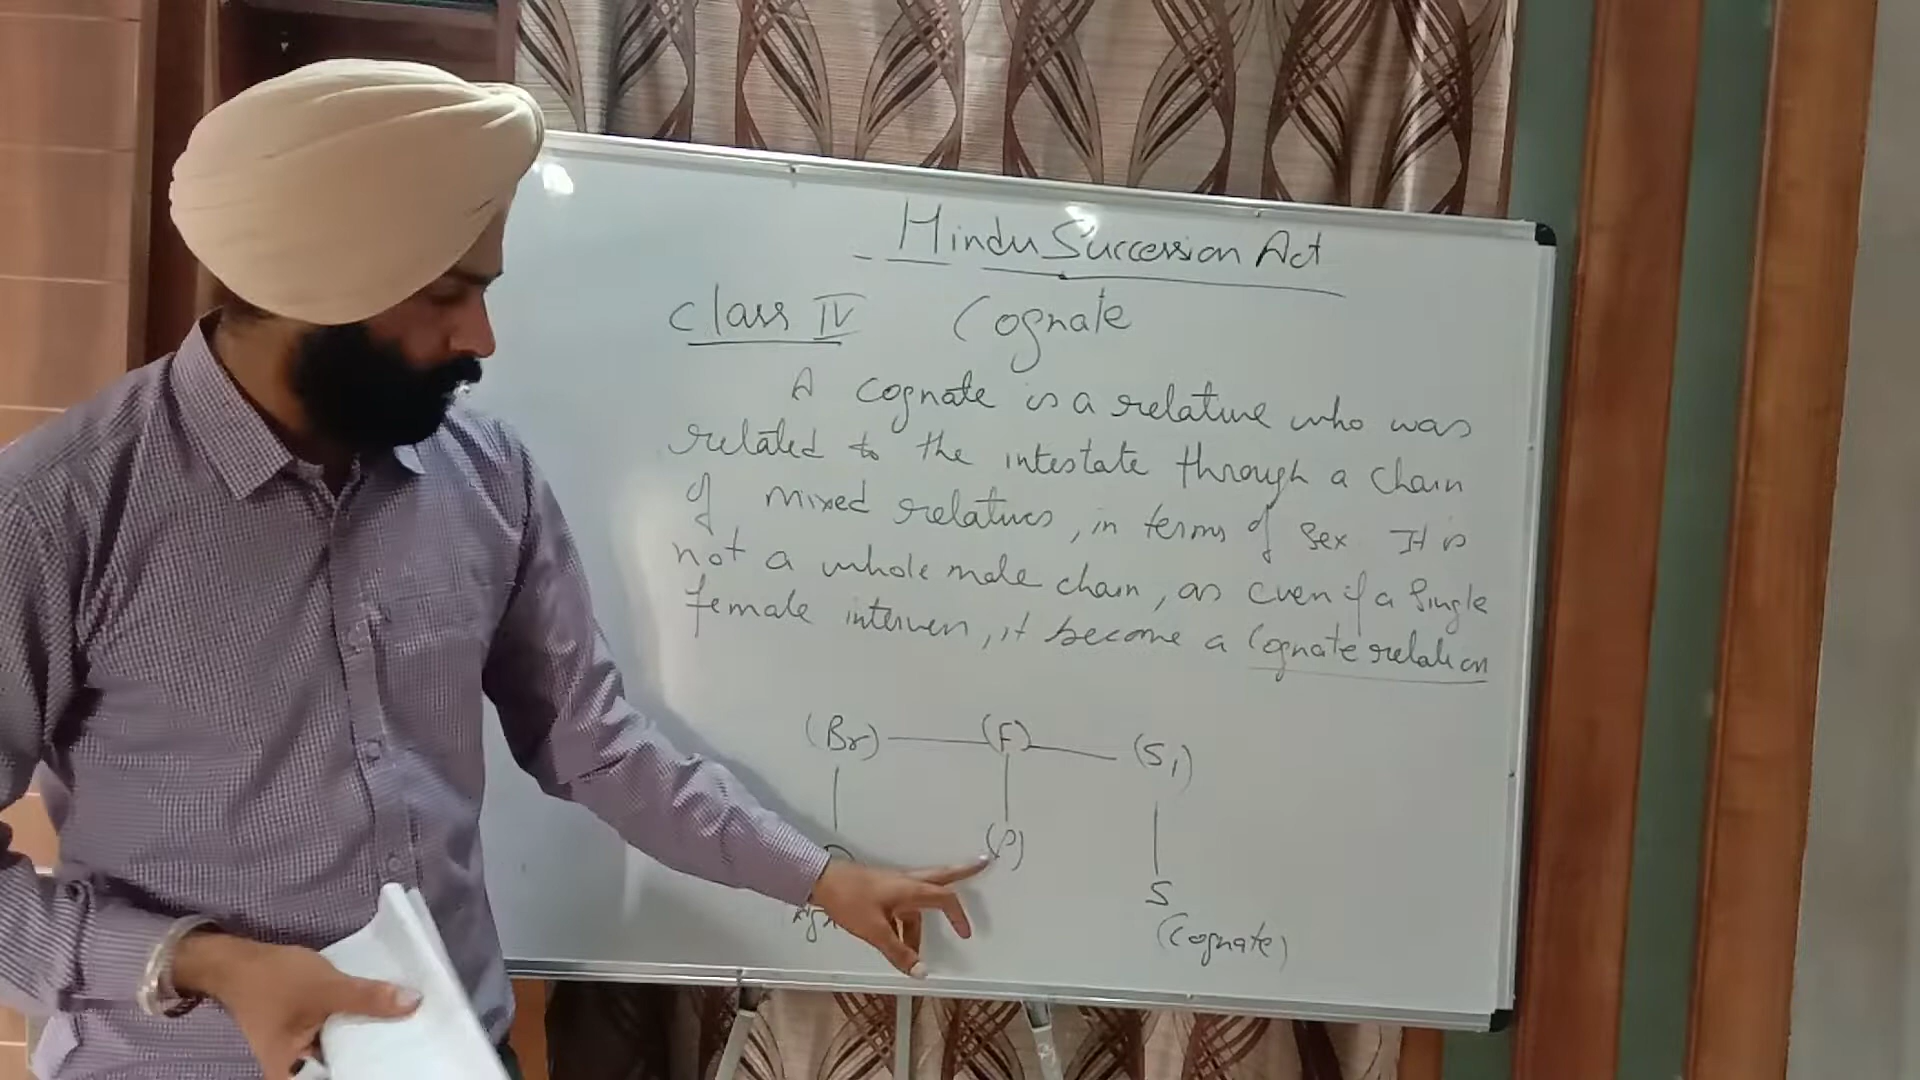 Hindu Succession Act
Class IV Cognate
A cognate is a relative who was
related to the intestate through a chain
of mixed relatives, in terms of sex It is
not a whole male chain, as even if a single
female interven, it become a Cognate relation
(Br) (F) (S1)
(P)
S
(Cognate)